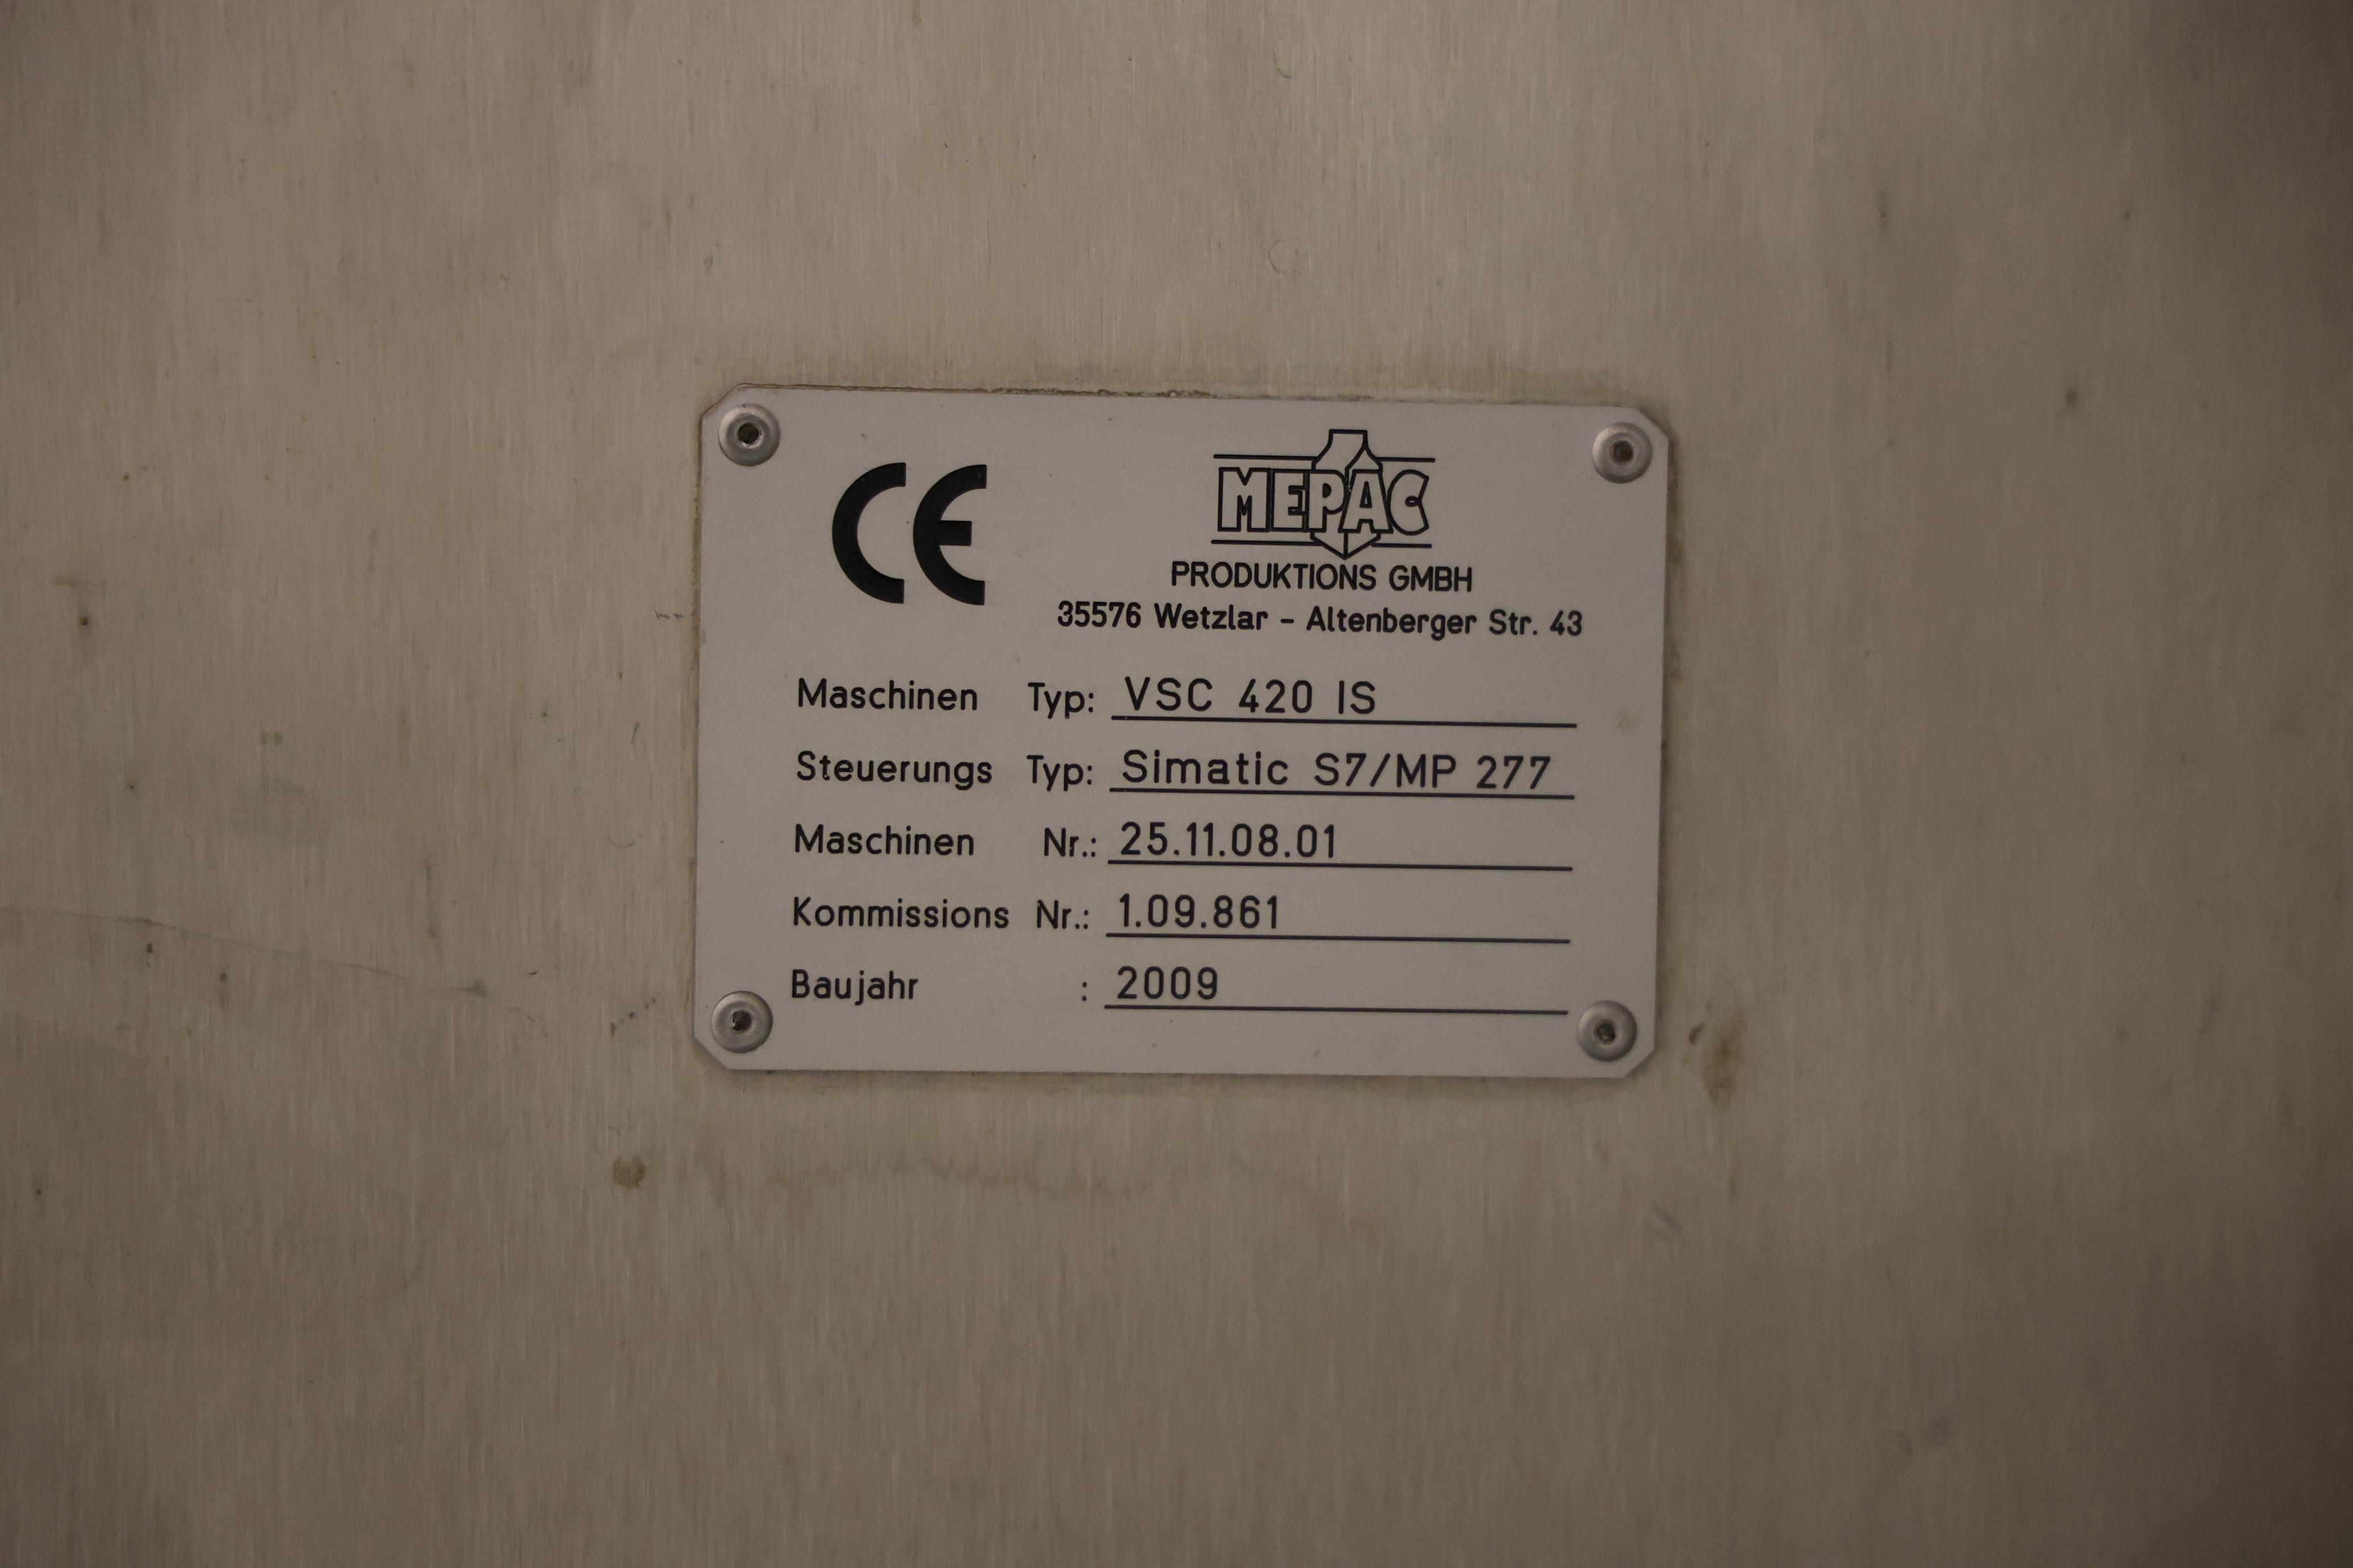 CE
MEPAC
PRODUKTIONS GMBH
35576 Wetzlar - Altenberger Str. 43
Maschinen Typ: VSC 420 IS
Steuerungs Typ: Simatic S7/MP 277
Maschinen Nr.: 25.11.08.01
Kommissions Nr.: 1.09.861
Baujahr : 2009